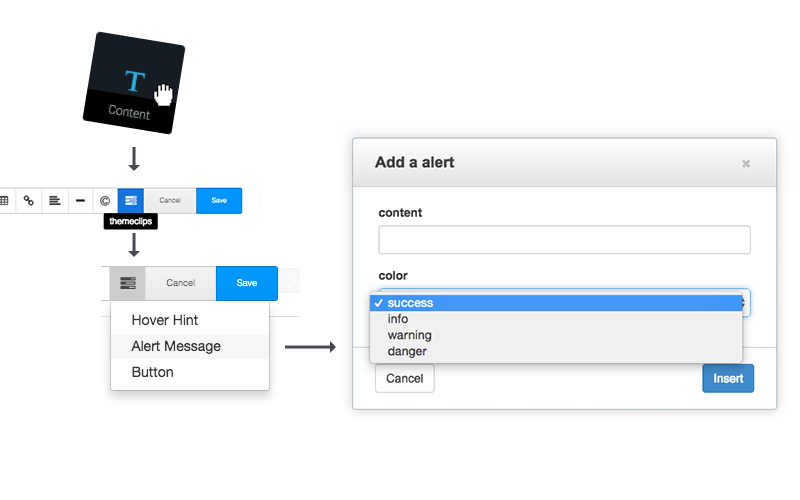 T
Content
©
Cancel
Save
themeclips
Cancel
Save
Hover Hint
Alert Message
Button
Add a alert
×
content
color
✓ success
info
warning
danger
Cancel
Insert